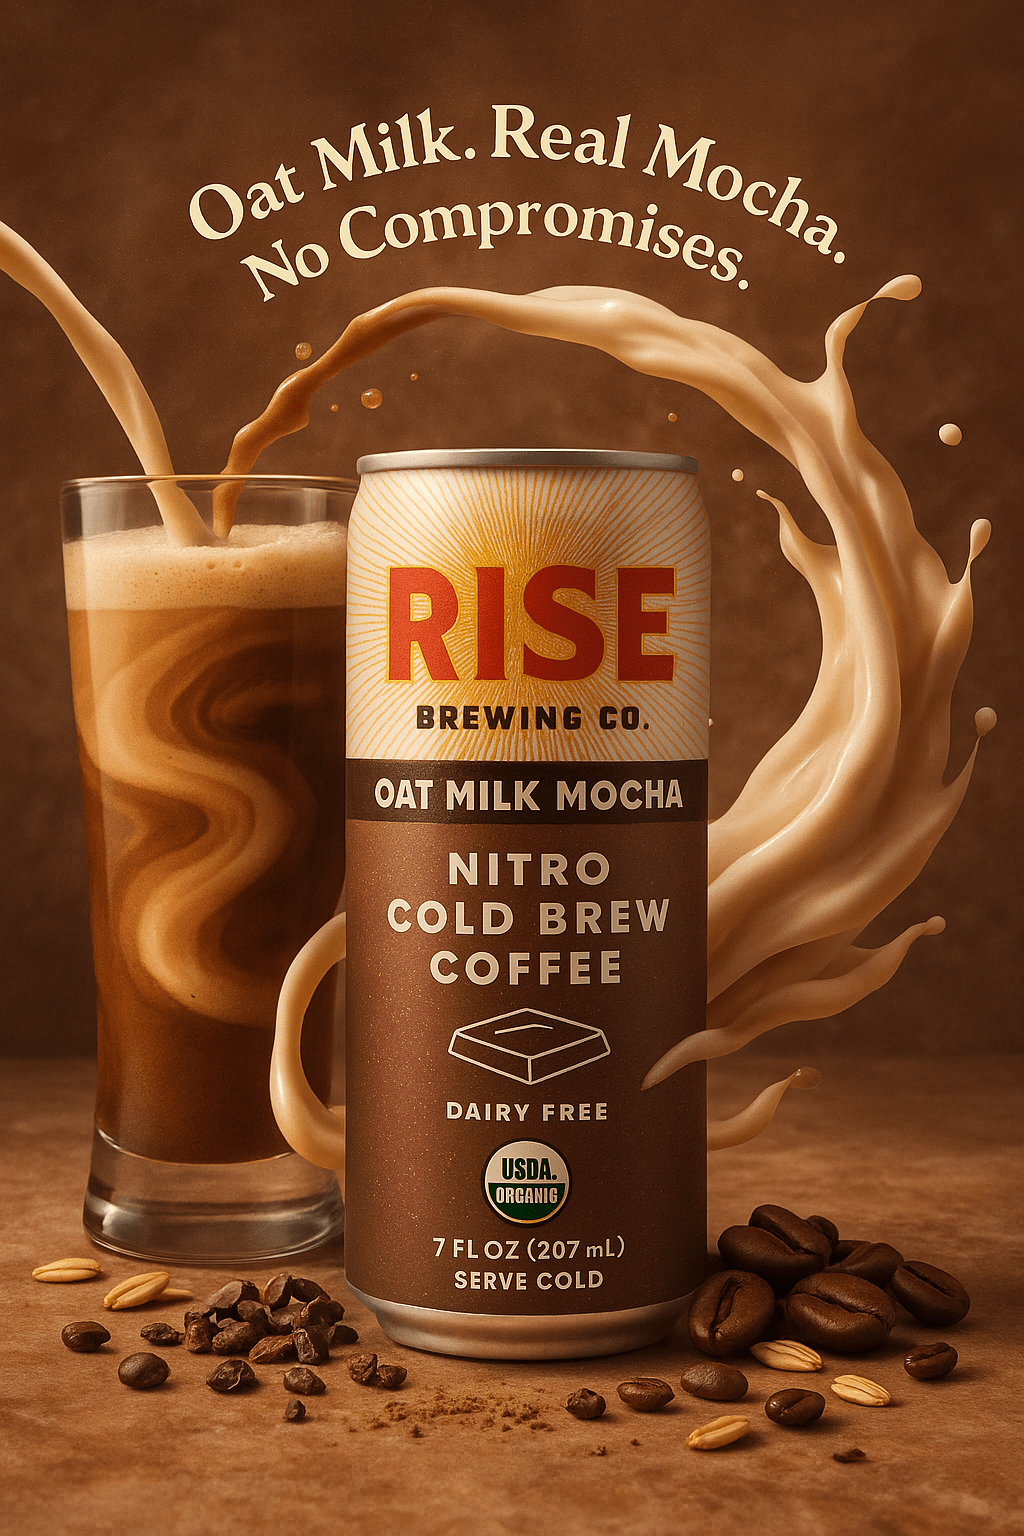 Oat Milk. Real Mocha.
No Compromises.
RISE
BREWING CO.
OAT MILK MOCHA
NITRO
COLD BREW
COFFEE
DAIRY FREE
USDA.
ORGANIG
7 FL OZ (207 mL)
SERVE COLD